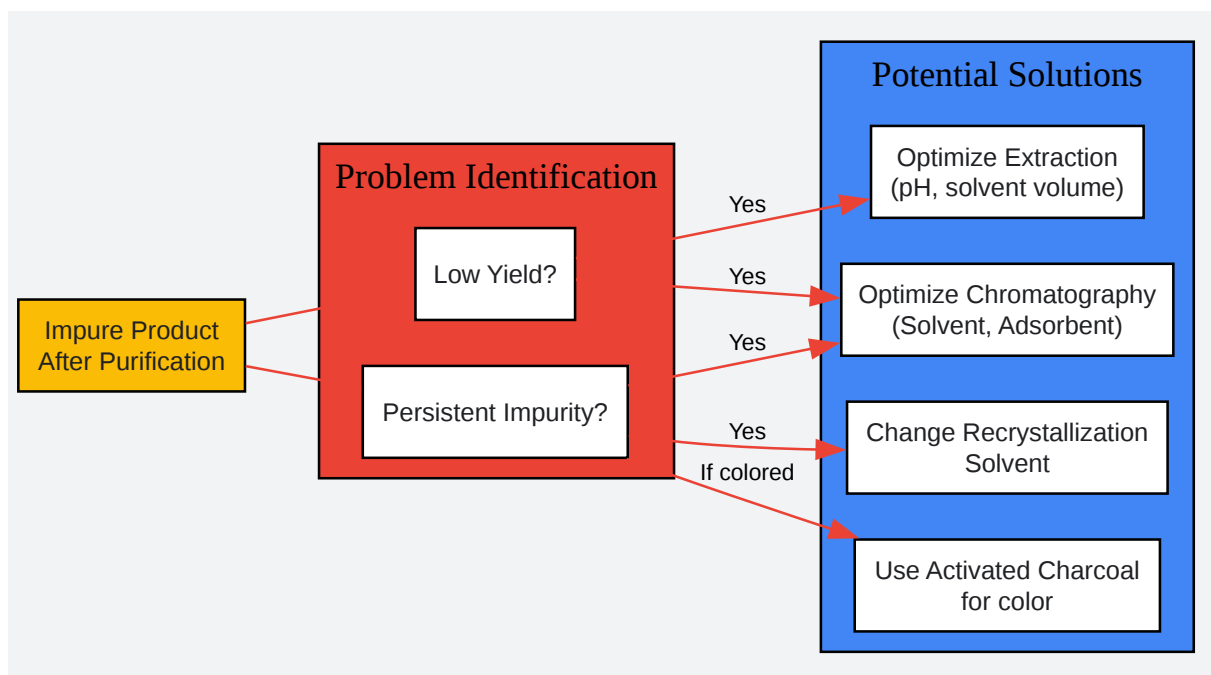 Impure Product
After Purification
Problem Identification
Low Yield?
Persistent Impurity?
Yes
Yes
Yes
Yes
If colored
Potential Solutions
Optimize Extraction
(pH, solvent volume)
Optimize Chromatography
(Solvent, Adsorbent)
Change Recrystallization
Solvent
Use Activated Charcoal
for color